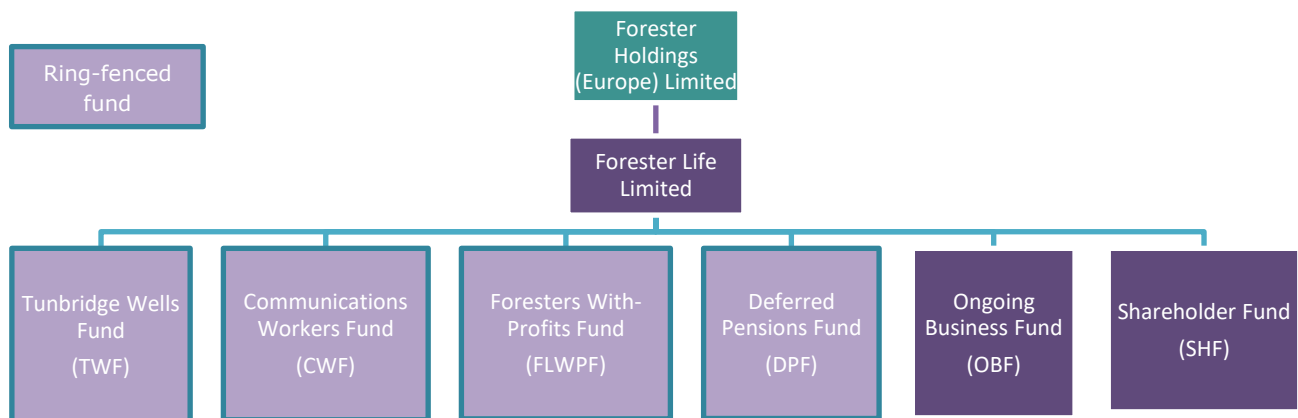 Forester
Holdings
(Europe) Limited
Ring-fenced
fund
Forester Life
Limited
Tunbridge Wells
Fund
(TWF)
Communications
Workers Fund
(CWF)
Foresters With-
Profits Fund
(FLWPF)
Deferred
Pensions Fund
(DPF)
Ongoing
Business Fund
(OBF)
Shareholder Fund
(SHF)